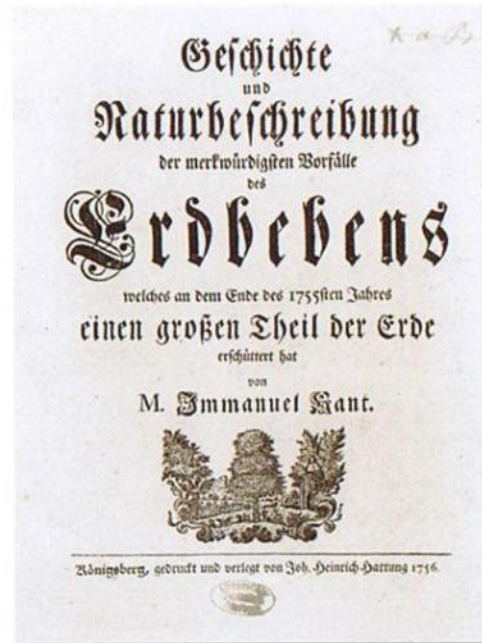 Geſchichte
und
Naturbeſchreibung
der merkwürdigſten Vorfälle
des
Erdbebens
welches an dem Ende des 1755ſten Jahres
einen großen Theil der Erde
erſchüttert hat
von
M. Immanuel Kant.
Königsberg, gedruckt und verlegt von Joh. Heinrich Hartung 1756.